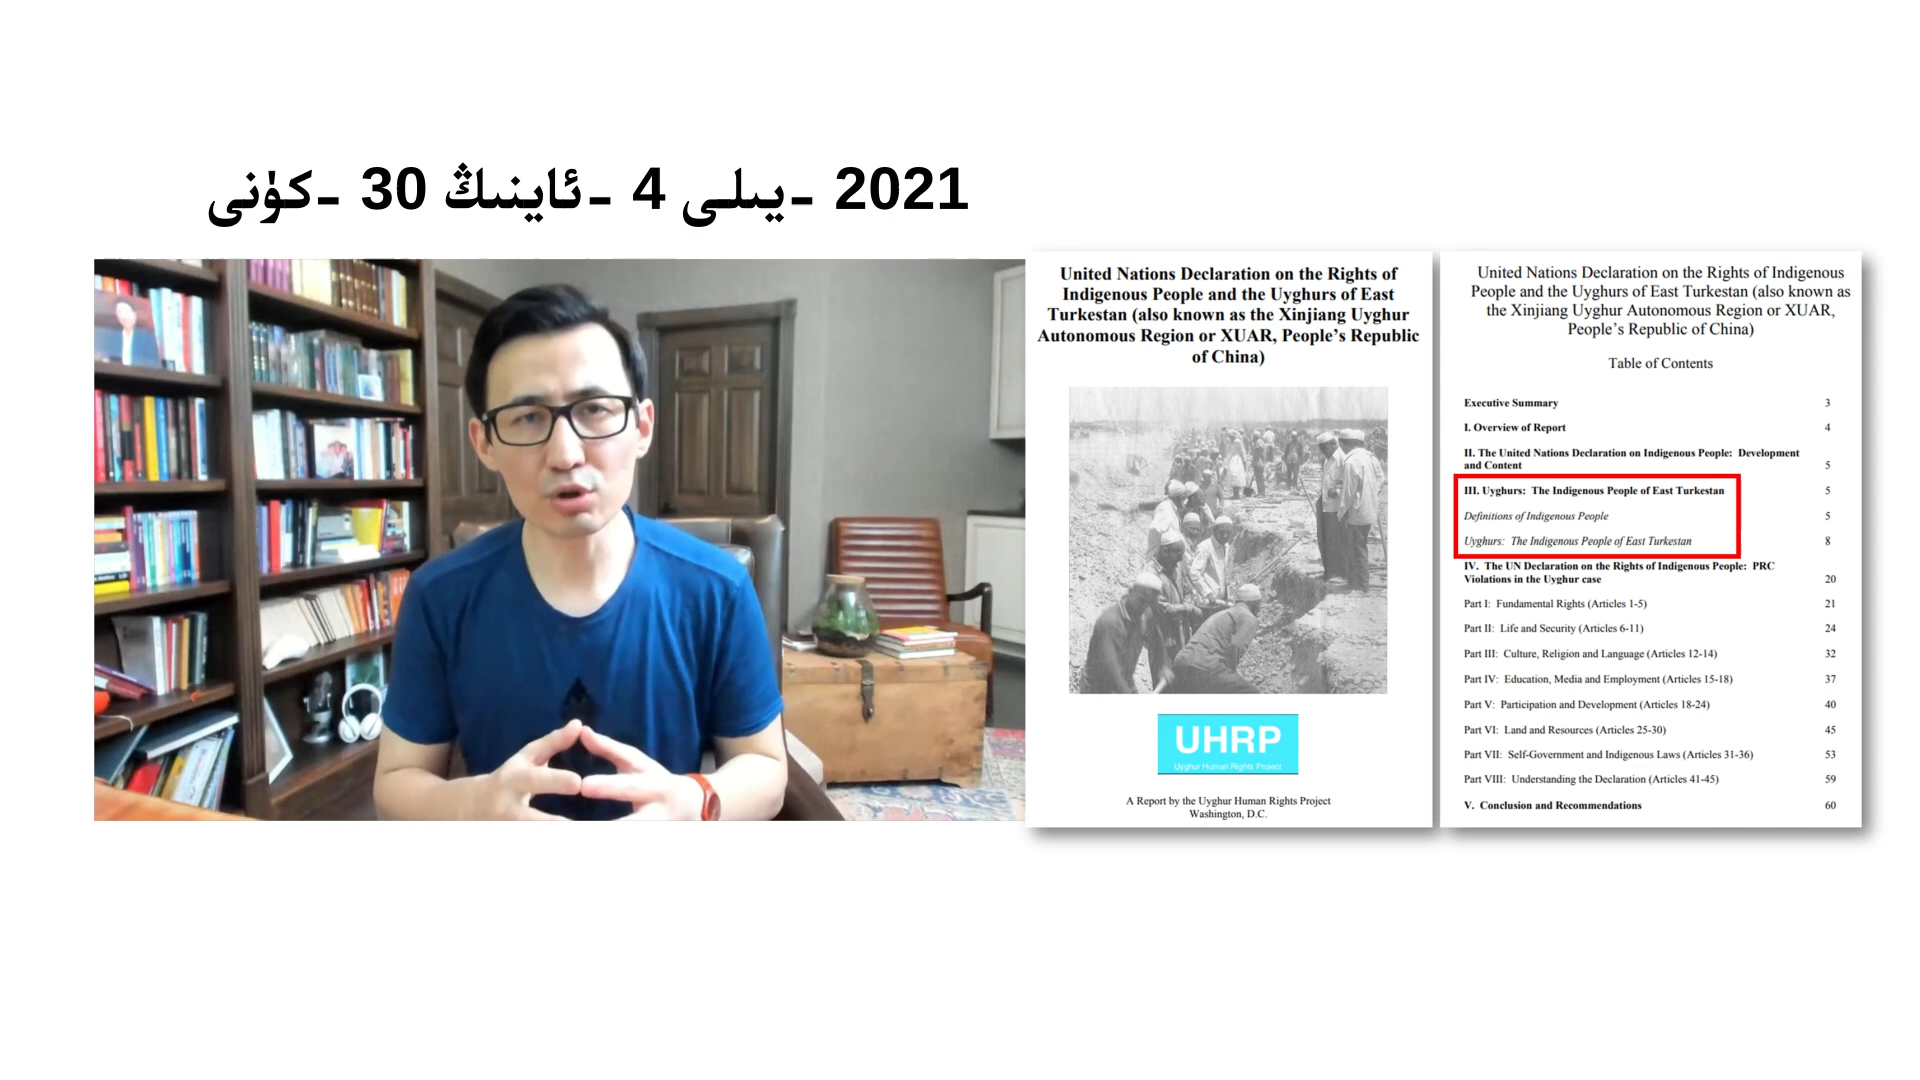 2021 -يىلى 4 -ئاينىڭ 30 -كۈنى
United Nations Declaration on the Rights of
Indigenous People and the Uyghurs of East
Turkestan (also known as the Xinjiang Uyghur
Autonomous Region or XUAR, People’s Republic
of China)
UHRP
Uyghur Human Rights Project
A Report by the Uyghur Human Rights Project
Washington, D.C.
United Nations Declaration on the Rights of Indigenous
People and the Uyghurs of East Turkestan (also known as
the Xinjiang Uyghur Autonomous Region or XUAR,
People’s Republic of China)
Table of Contents
Executive Summary 3
I. Overview of Report 4
II. The United Nations Declaration on Indigenous People: Development
and Content 5
III. Uyghurs: The Indigenous People of East Turkestan 5
Definitions of Indigenous People 5
Uyghurs: The Indigenous People of East Turkestan 8
IV. The UN Declaration on the Rights of Indigenous People: PRC
Violations in the Uyghur case 20
Part I: Fundamental Rights (Articles 1-5) 21
Part II: Life and Security (Articles 6-11) 24
Part III: Culture, Religion and Language (Articles 12-14) 32
Part IV: Education, Media and Employment (Articles 15-18) 37
Part V: Participation and Development (Articles 18-24) 40
Part VI: Land and Resources (Articles 25-30) 45
Part VII: Self-Government and Indigenous Laws (Articles 31-36) 53
Part VIII: Understanding the Declaration (Articles 41-45) 59
V. Conclusion and Recommendations 60